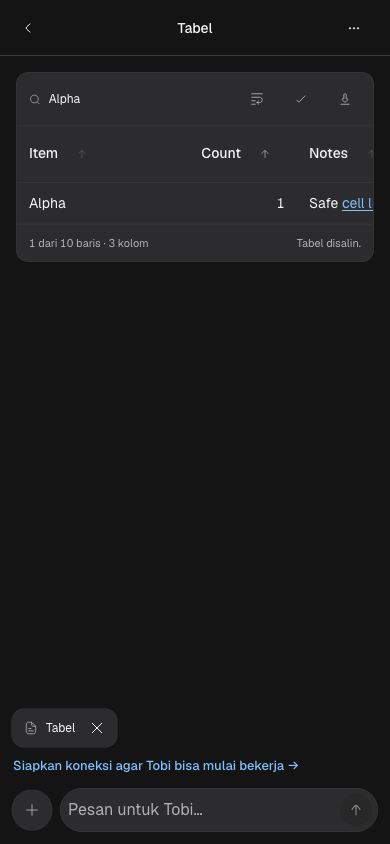 Tabel
Alpha
Item Count Notes
Alpha 1 Safe cell l
1 dari 10 baris · 3 kolom Tabel disalin.
Tabel
Siapkan koneksi agar Tobi bisa mulai bekerja →
Pesan untuk Tobi…